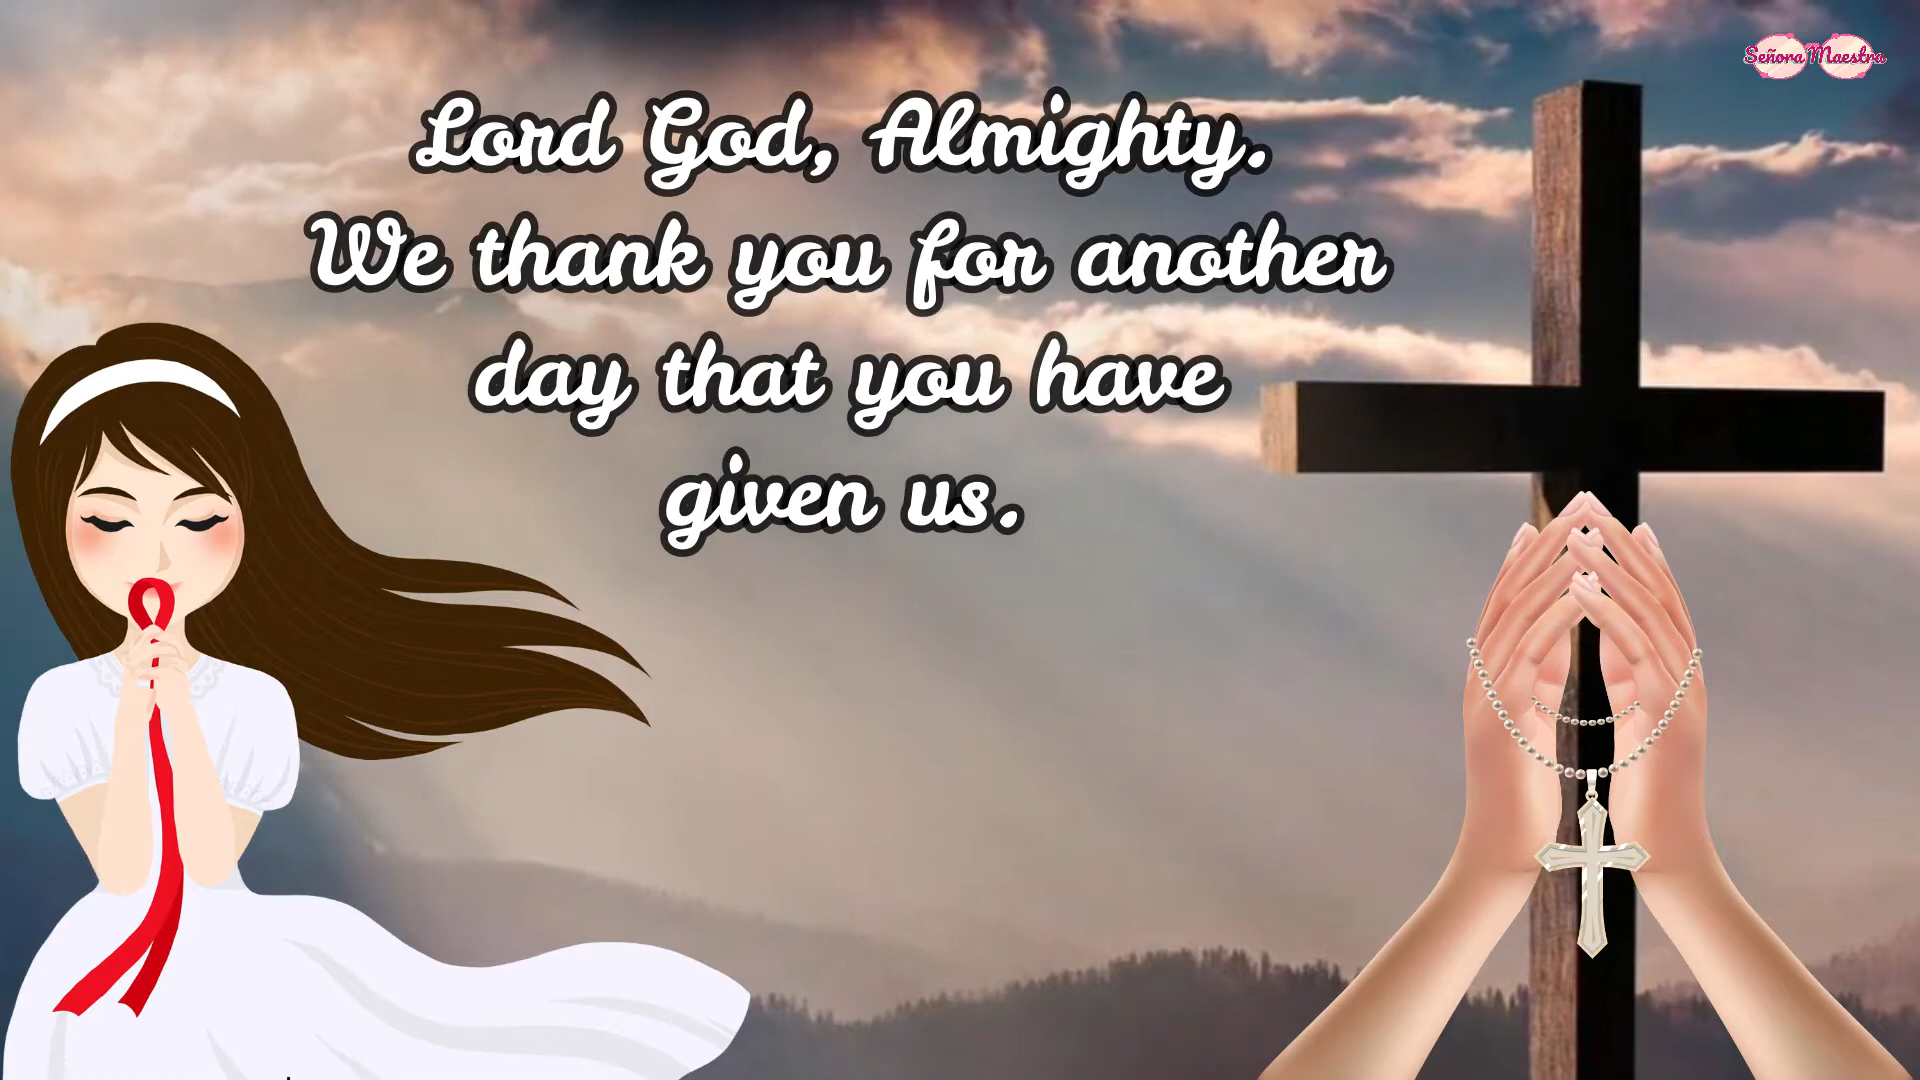 Señora Maestra
Lord God, Almighty.
We thank you for another
day that you have
given us.